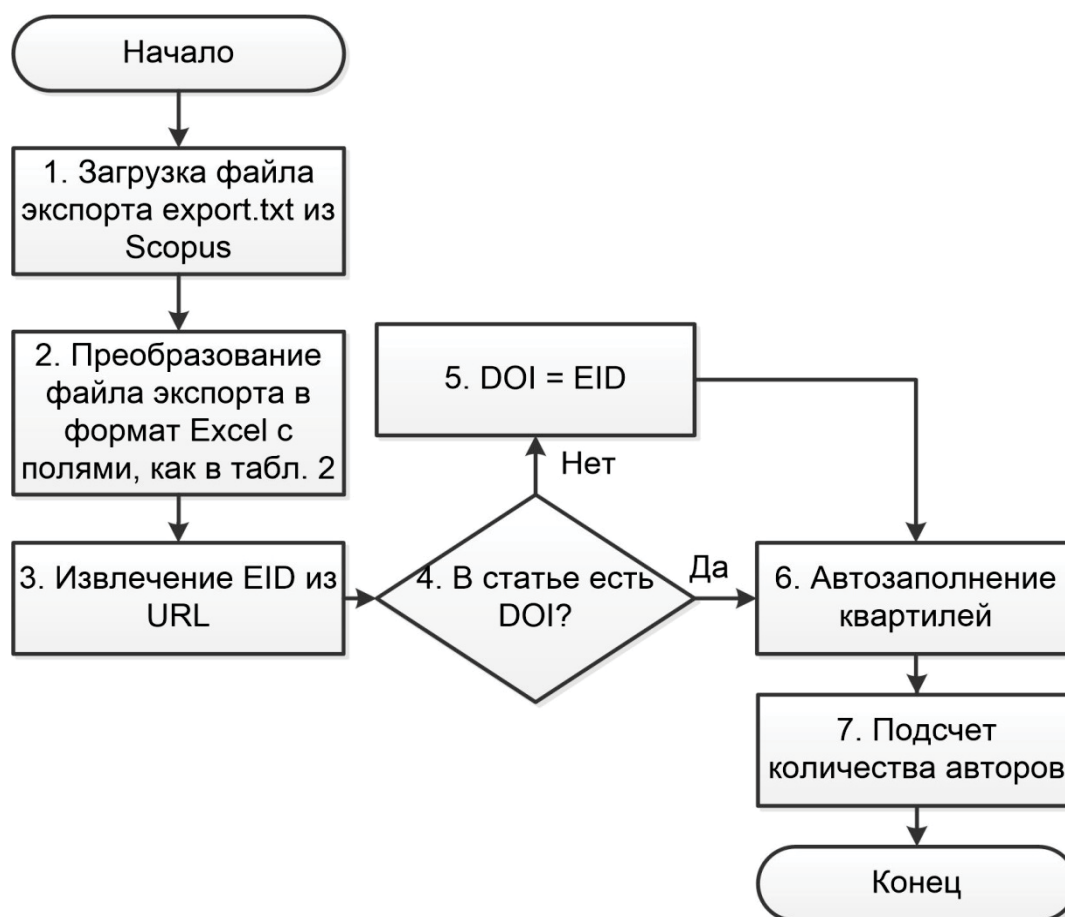 Начало
1. Загрузка файла
экспорта export.txt из
Scopus
2. Преобразование
файла экспорта в
формат Excel с
полями, как в табл. 2
3. Извлечение EID из
URL
4. В статье есть
DOI?
Нет
5. DOI = EID
Да
6. Автозаполнение
квартилей
7. Подсчет
количества авторов
Конец